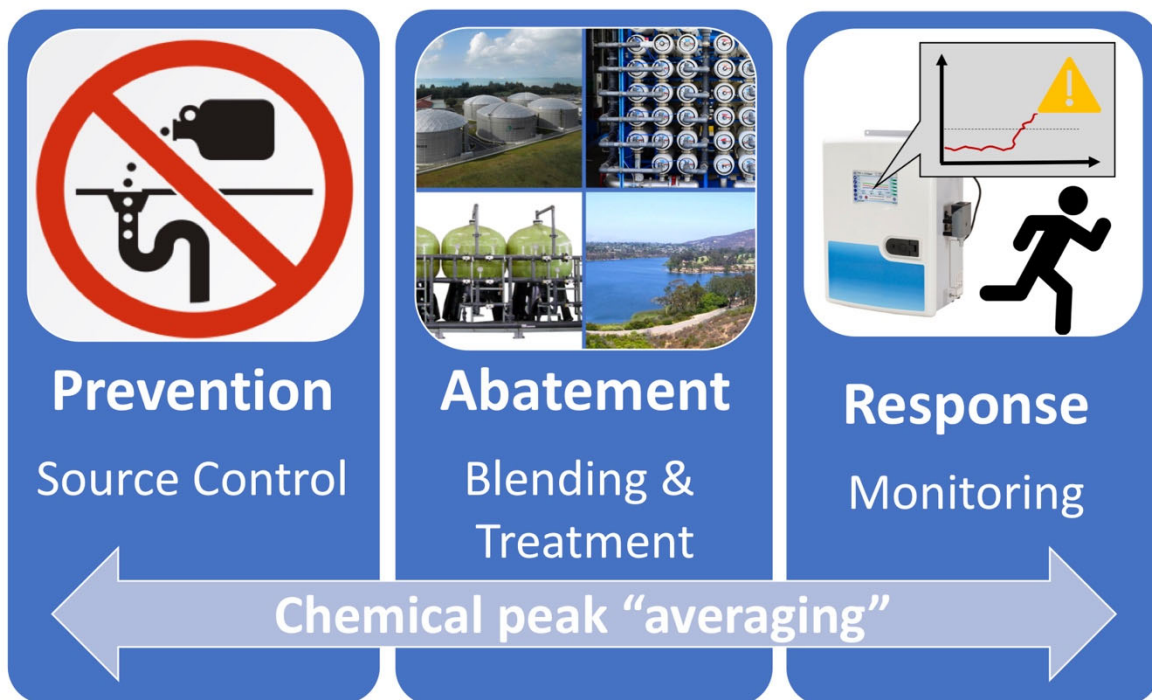 Prevention
Source Control
Abatement
Blending &
Treatment
Response
Monitoring
Chemical peak “averaging”